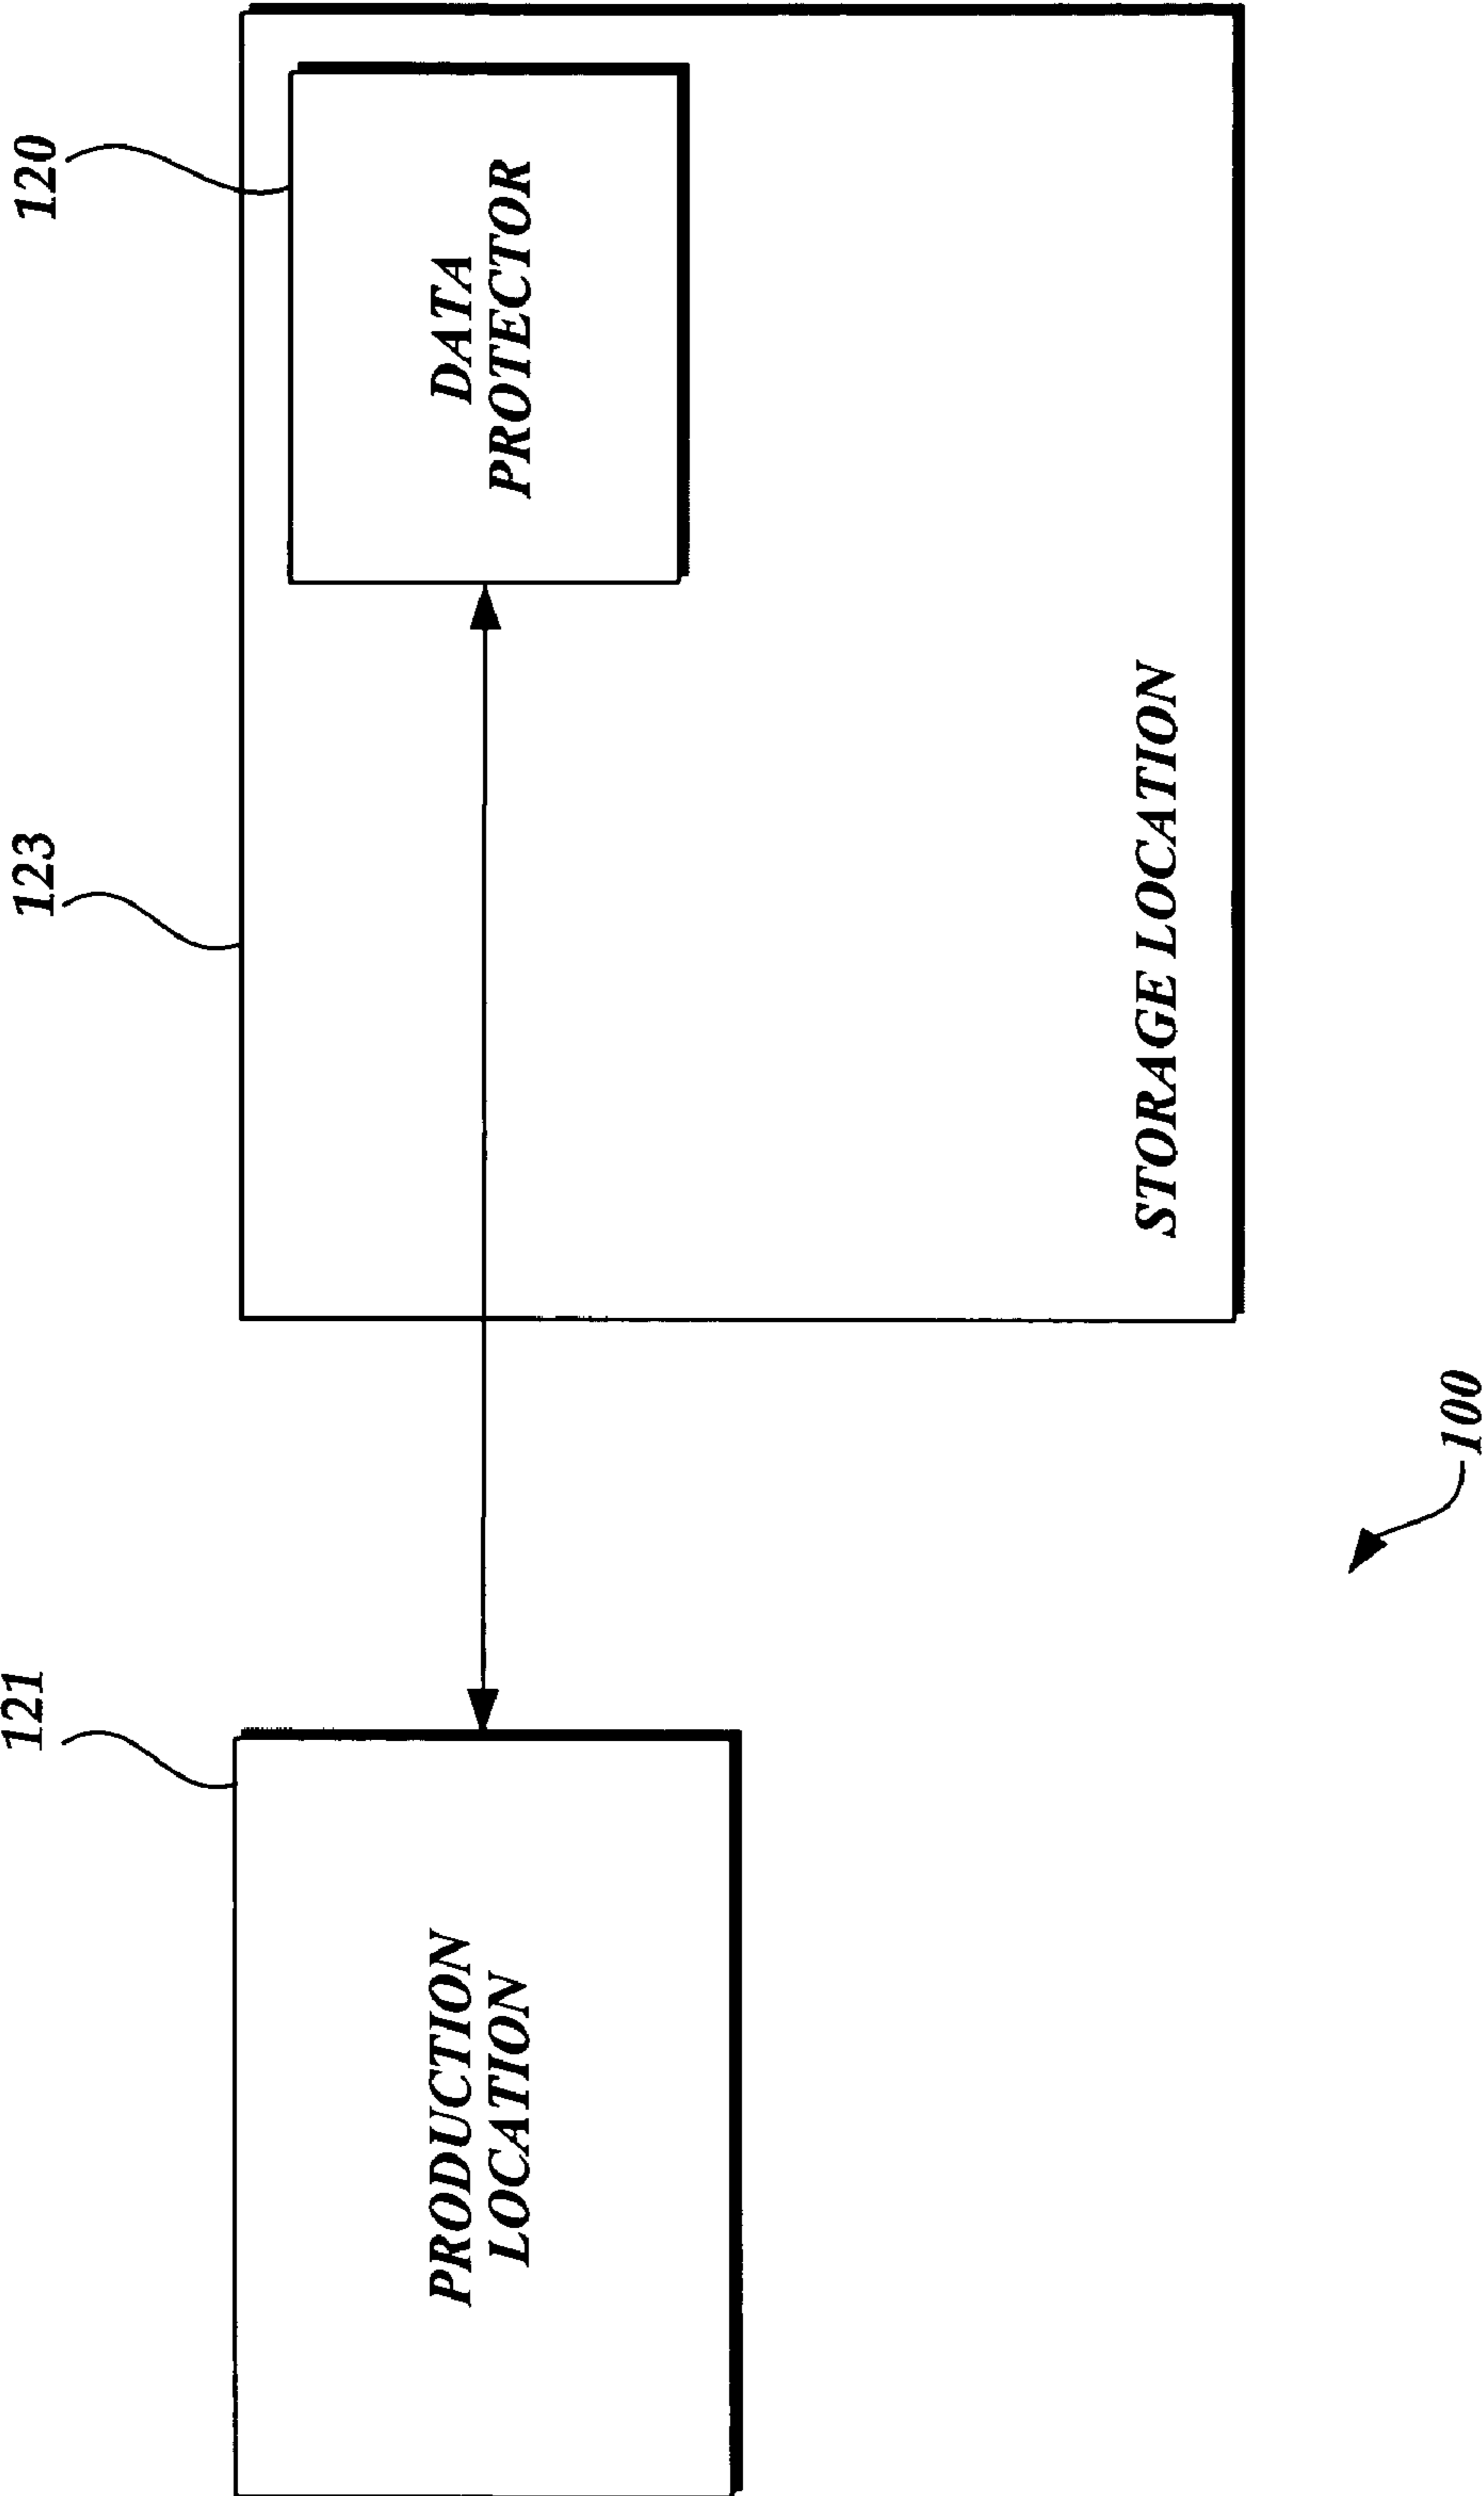 121
123
120
PRODUCTION
LOCATION
DATA
PROTECTOR
STORAGE LOCATION
100